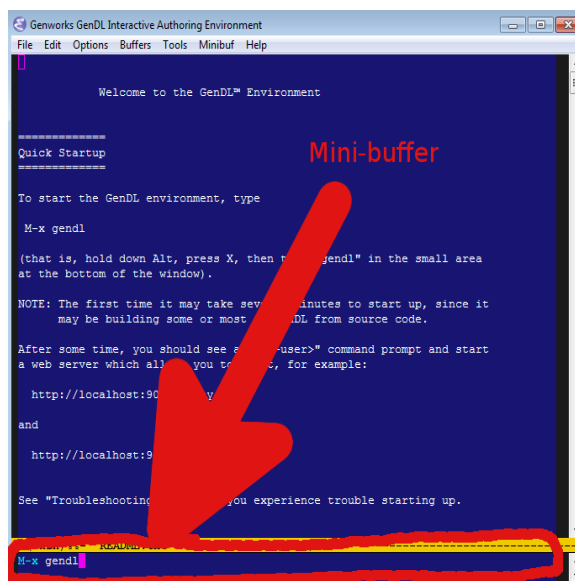 Genworks GenDL Interactive Authoring Environment
File Edit Options Buffers Tools Minibuf Help
Welcome to the GenDL™ Environment
=============
Quick Startup
=============
Mini-buffer
To start the GenDL environment, type
M-x gendl
(that is, hold down Alt, press X, then gendl" in the small area
at the bottom of the window).
NOTE: The first time it may take minutes to start up, since it
may be building some or most from source code.
After some time, you should see user>" command prompt and start
a web server which you for example:
http://localhost:90
and
http://localhost:9
See "Troubleshooting you experience trouble starting up.
M-x gendl